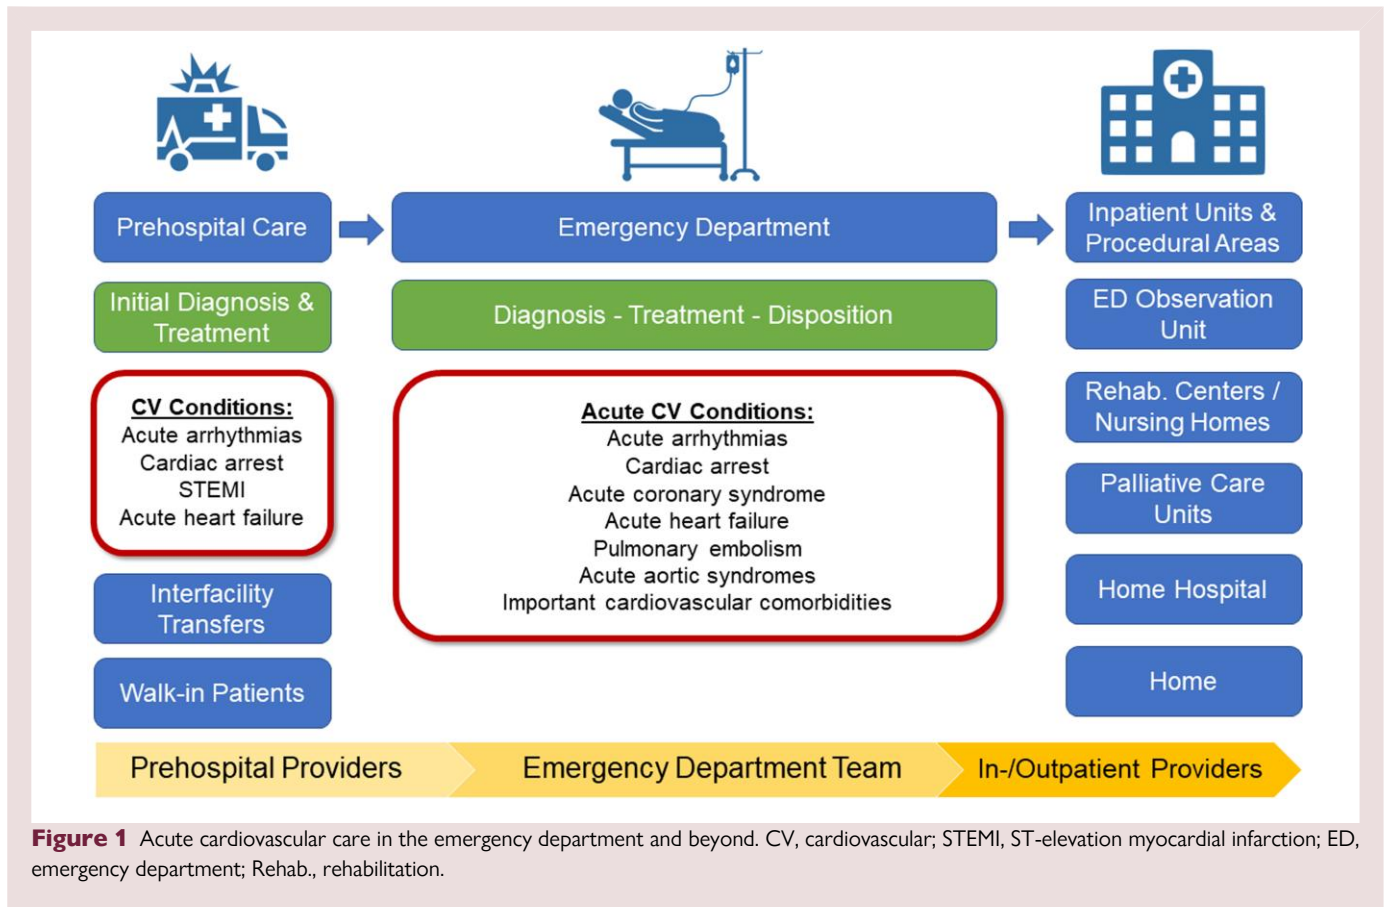 Prehospital Care
Emergency Department
Inpatient Units &
Procedural Areas
Initial Diagnosis &
Treatment
Diagnosis - Treatment - Disposition
ED Observation
Unit
CV Conditions:
Acute arrhythmias
Cardiac arrest
STEMI
Acute heart failure
Acute CV Conditions:
Acute arrhythmias
Cardiac arrest
Acute coronary syndrome
Acute heart failure
Pulmonary embolism
Acute aortic syndromes
Important cardiovascular comorbidities
Rehab. Centers /
Nursing Homes
Palliative Care
Units
Interfacility
Transfers
Home Hospital
Walk-in Patients
Home
Prehospital Providers
Emergency Department Team
In-/Outpatient Providers
Figure 1 Acute cardiovascular care in the emergency department and beyond. CV, cardiovascular; STEMI, ST-elevation myocardial infarction; ED,
emergency department; Rehab., rehabilitation.